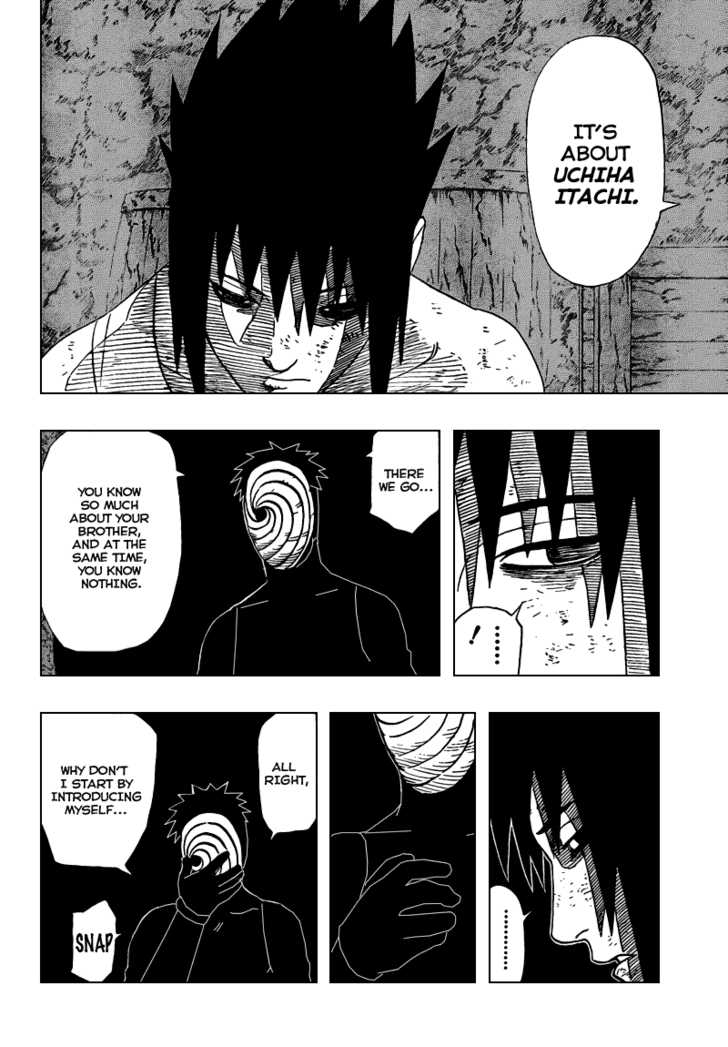 IT'S
ABOUT
UCHIHA
ITACHI.
......!
THERE
WE GO...
YOU KNOW
SO MUCH
ABOUT YOUR
BROTHER,
AND AT THE
SAME TIME,
YOU KNOW
NOTHING.
........
ALL
RIGHT,
WHY DON'T
I START BY
INTRODUCING
MYSELF...
SNAP